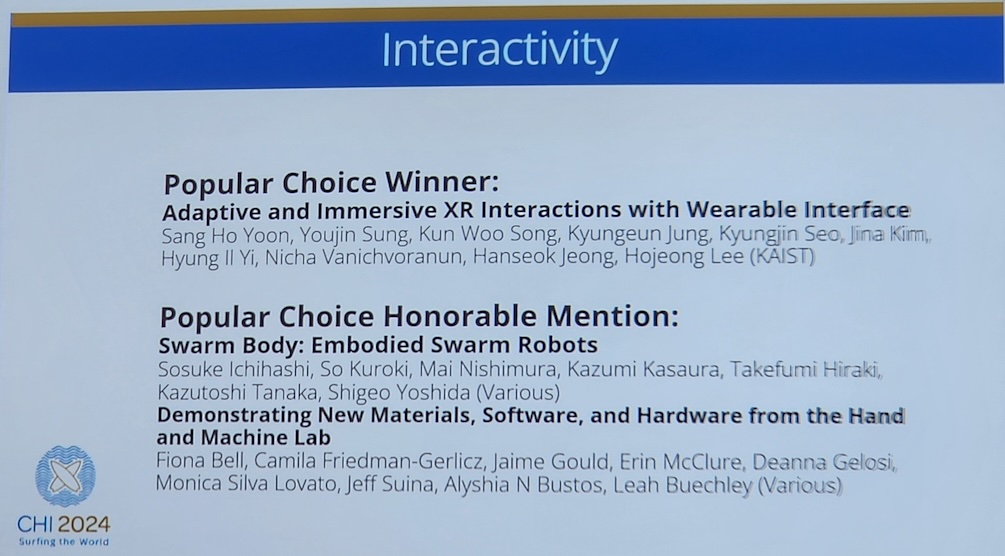 Interactivity
Popular Choice Winner:
Adaptive and Immersive XR Interactions with Wearable Interface
Sang Ho Yoon, Youjin Sung, Kun Woo Song, Kyungeun Jung, Kyungjin Seo, Jina Kim,
Hyung Il Yi, Nicha Vanichvoranun, Hanseok Jeong, Hojeong Lee (KAIST)
Popular Choice Honorable Mention:
Swarm Body: Embodied Swarm Robots
Sosuke Ichihashi, So Kuroki, Mai Nishimura, Kazumi Kasaura, Takefumi Hiraki,
Kazutoshi Tanaka, Shigeo Yoshida (Various)
Demonstrating New Materials, Software, and Hardware from the Hand
and Machine Lab
Fiona Bell, Camila Friedman-Gerlicz, Jaime Gould, Erin McClure, Deanna Gelosi,
Monica Silva Lovato, Jeff Suina, Alyshia N Bustos, Leah Buechley (Various)
CHI 2024
Surfing the World